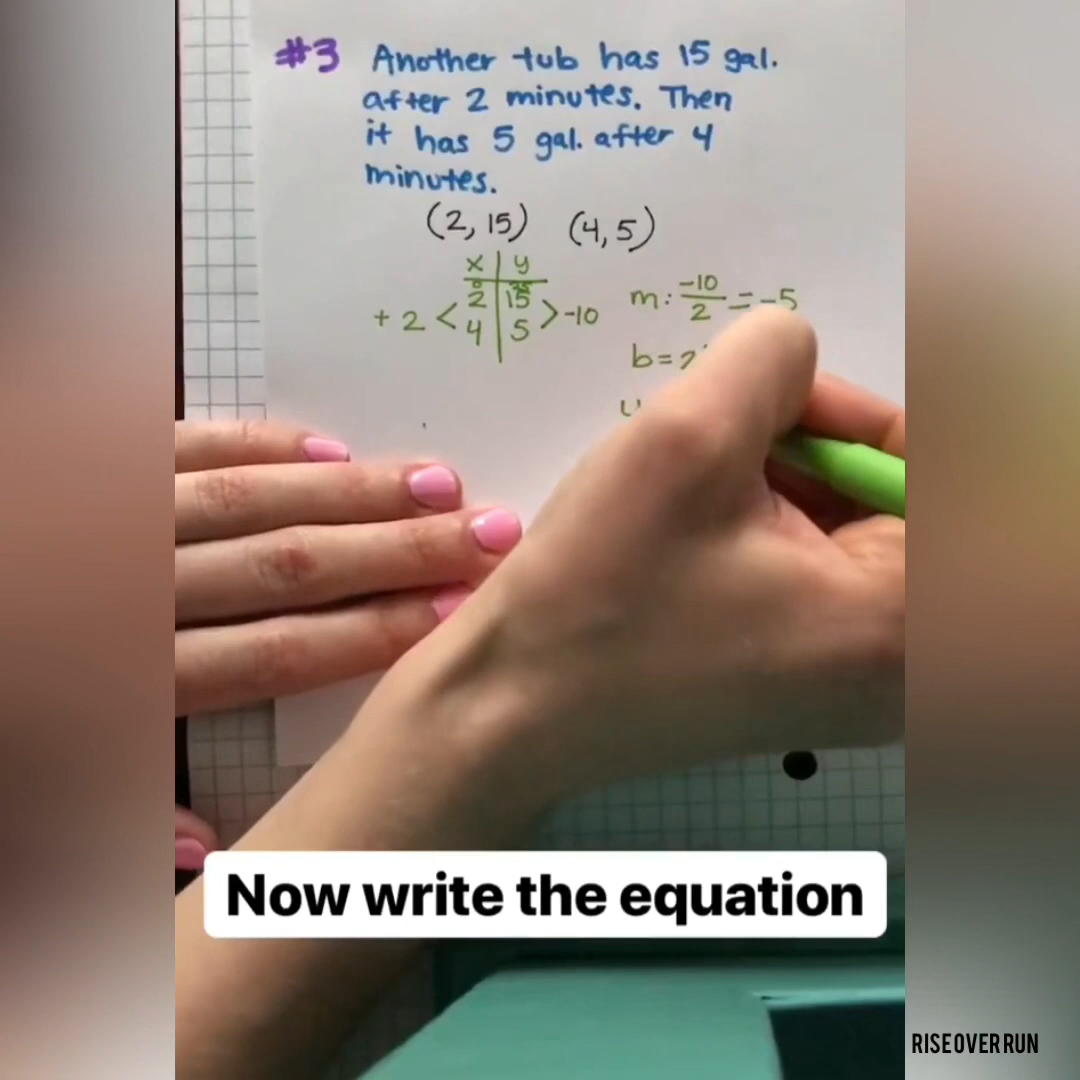 #3 Another tub has 15 gal.
after 2 minutes. Then
it has 5 gal. after 4
minutes.
(2, 15) (4, 5)
x | y
0
2 | 15
4 | 5
+ 2 <
> -10
m: -10/2 = -5
b =
Now write the equation
RISE OVER RUN